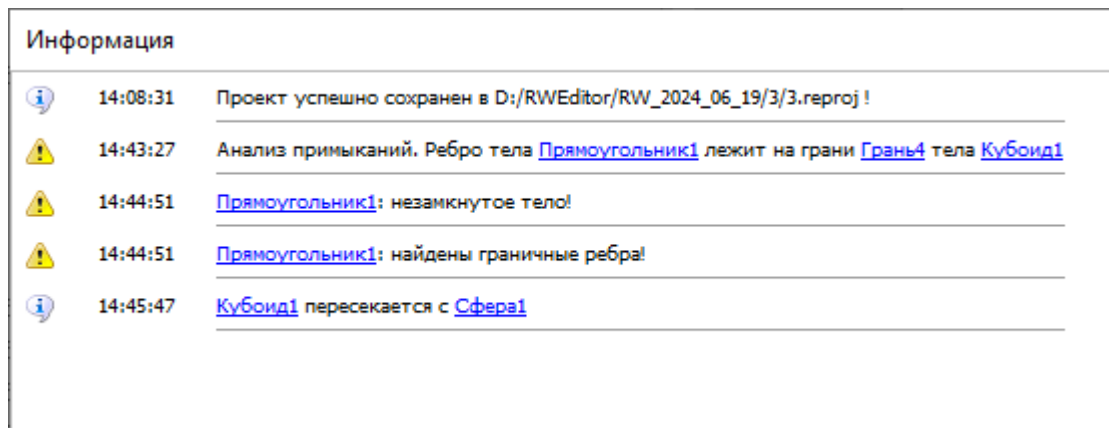 Информация
14:08:31 Проект успешно сохранен в D:/RWEditor/RW_2024_06_19/3/3.reproj !
14:43:27 Анализ примыканий. Ребро тела Прямоугольник1 лежит на грани Грань4 тела Кубоид1
14:44:51 Прямоугольник1: незамкнутое тело!
14:44:51 Прямоугольник1: найдены граничные ребра!
14:45:47 Кубоид1 пересекается с Сфера1